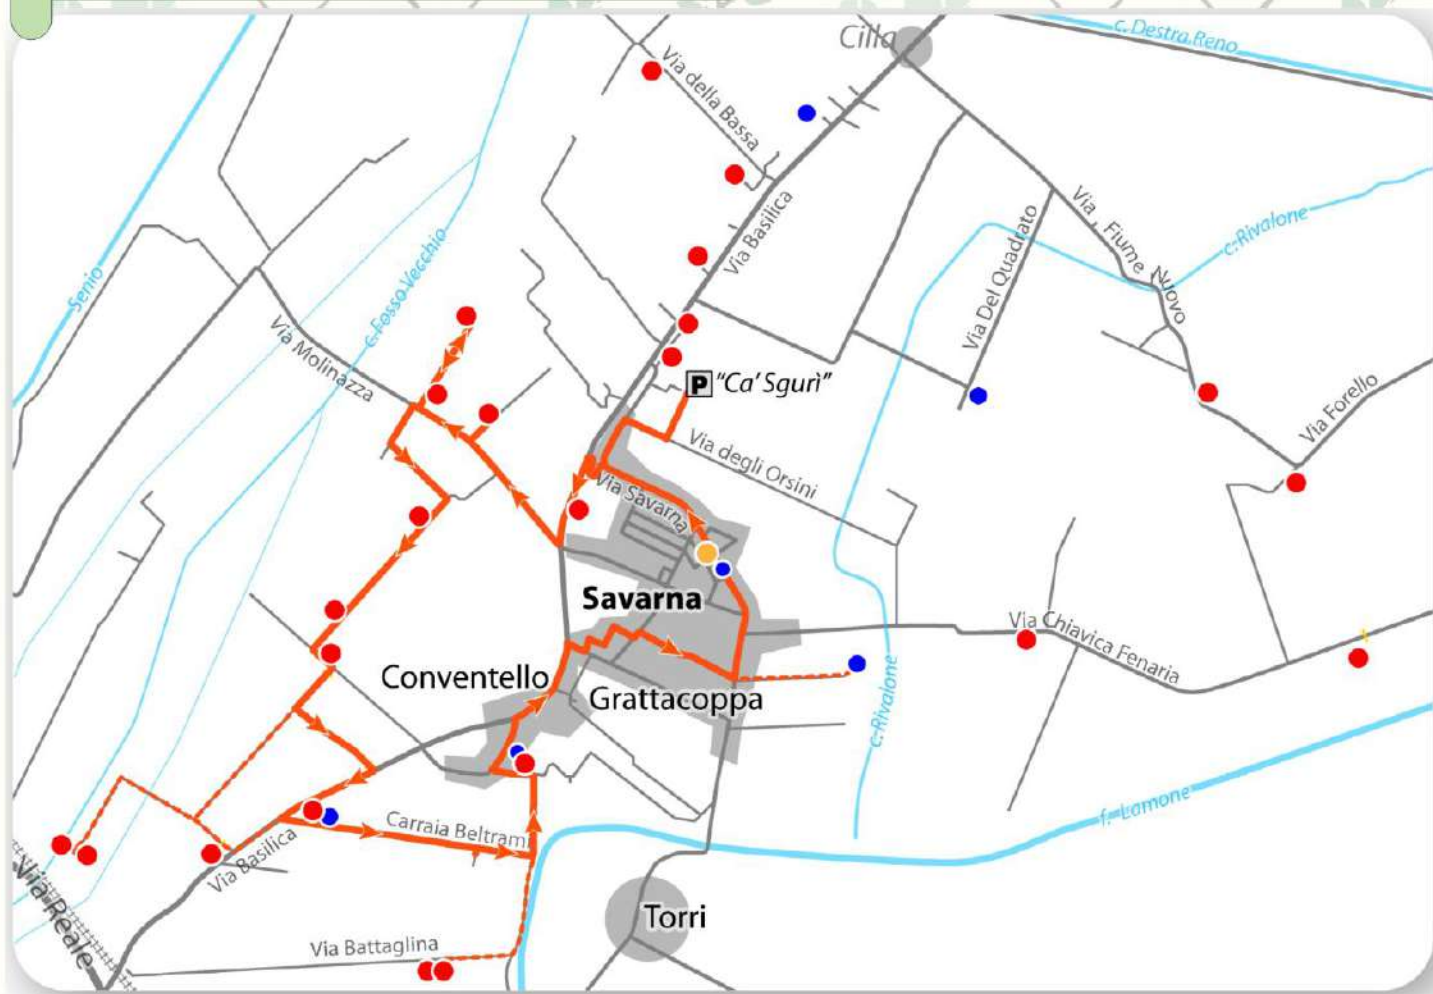 Cilla
c. Destra Reno
Via della Bassa
Via Basilica
Via Fiume Nuovo
c. Rivalone
Via Del Quadrato
Senio
c. Fosso Vecchio
Via Molinazza
P "Ca' Sgurì"
Via degli Orsini
Via Forello
Via Savarna
Savarna
Via Chiavica Fenaria
Conventello
Grattacoppa
c. Rivalone
f. Lamone
Carraia Beltrami
Via Basilica
Via Reale
Torri
Via Battaglina